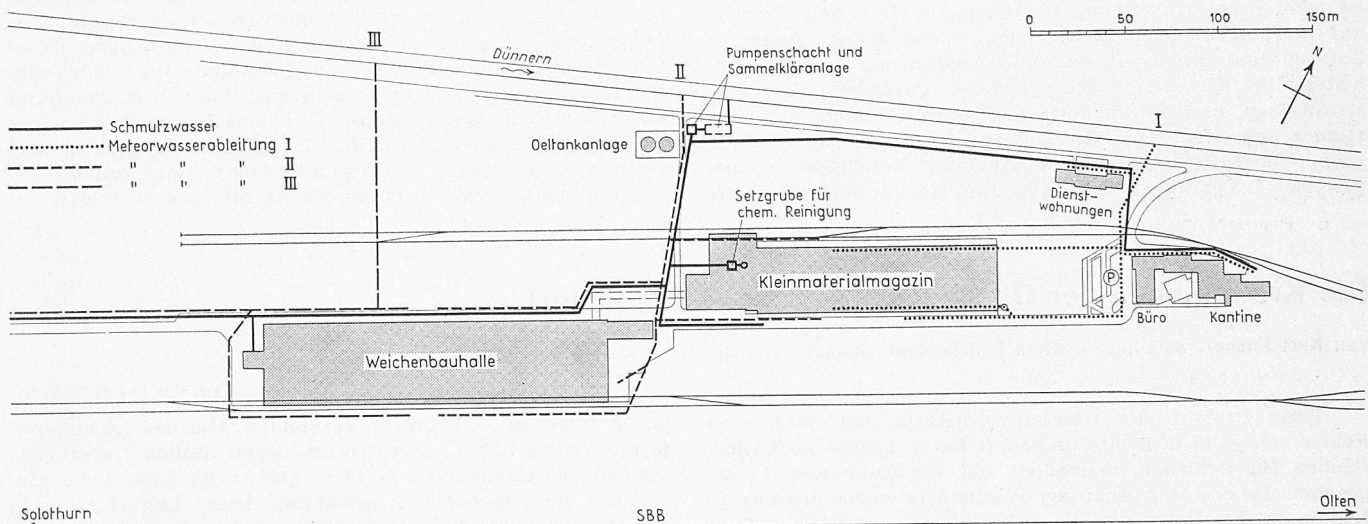 0 50 100 150m
N
III
Dünnern
II
Pumpenschacht und
Sammelkläranlage
I
Schmutzwasser
Meteorwasserableitung I
" " II
" " III
Oeltankanlage
Setzgrube für
chem. Reinigung
Dienst-
wohnungen
Kleinmaterialmagazin
P
Büro
Kantine
Weichenbauhalle
Solothurn
SBB
Olten